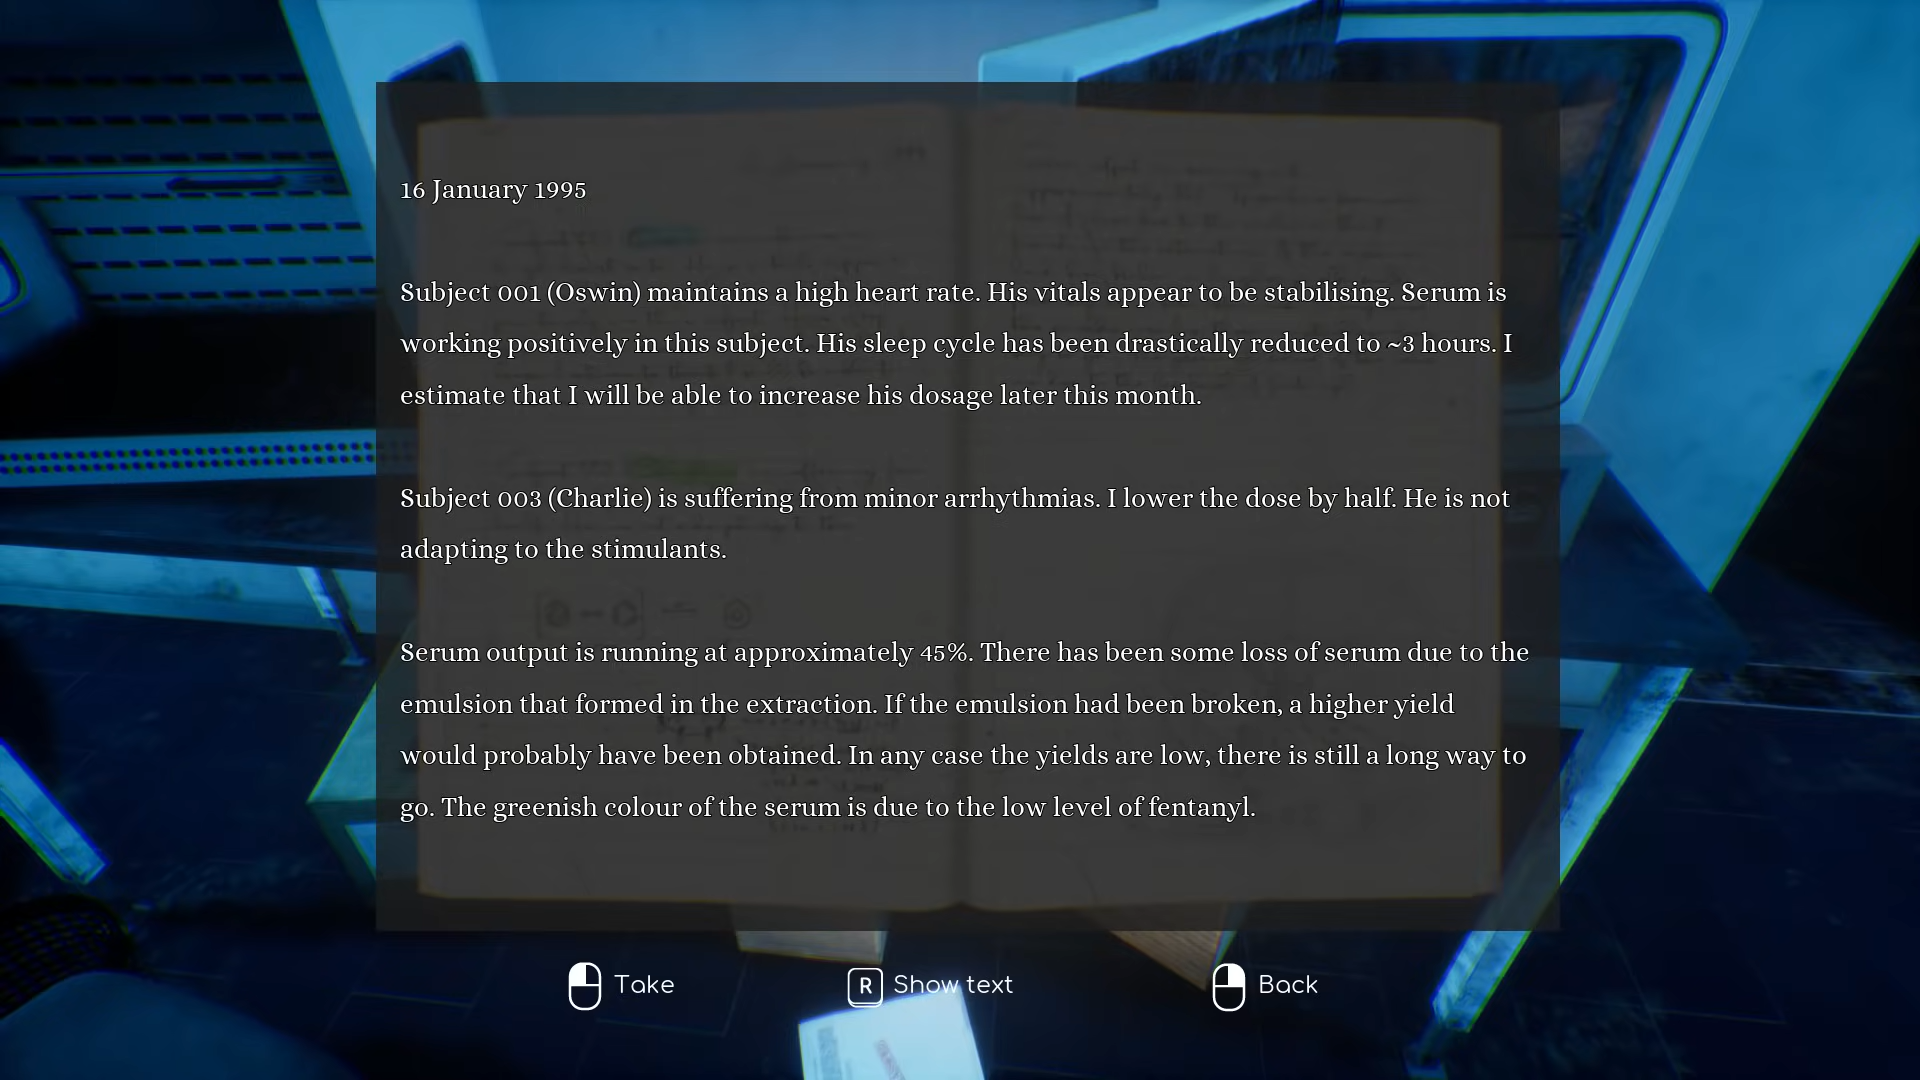 16 January 1995
Subject 001 (Oswin) maintains a high heart rate. His vitals appear to be stabilising. Serum is
working positively in this subject. His sleep cycle has been drastically reduced to ~3 hours. I
estimate that I will be able to increase his dosage later this month.
Subject 003 (Charlie) is suffering from minor arrhythmias. I lower the dose by half. He is not
adapting to the stimulants.
Serum output is running at approximately 45%. There has been some loss of serum due to the
emulsion that formed in the extraction. If the emulsion had been broken, a higher yield
would probably have been obtained. In any case the yields are low, there is still a long way to
go. The greenish colour of the serum is due to the low level of fentanyl.
Take
R Show text
Back